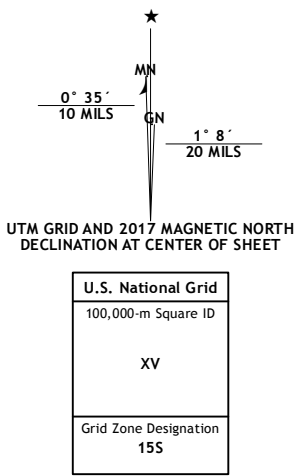 ★
MN
0° 35´
10 MILS
GN
1° 8´
20 MILS
UTM GRID AND 2017 MAGNETIC NORTH
DECLINATION AT CENTER OF SHEET
U.S. National Grid
100,000-m Square ID
XV
Grid Zone Designation
15S